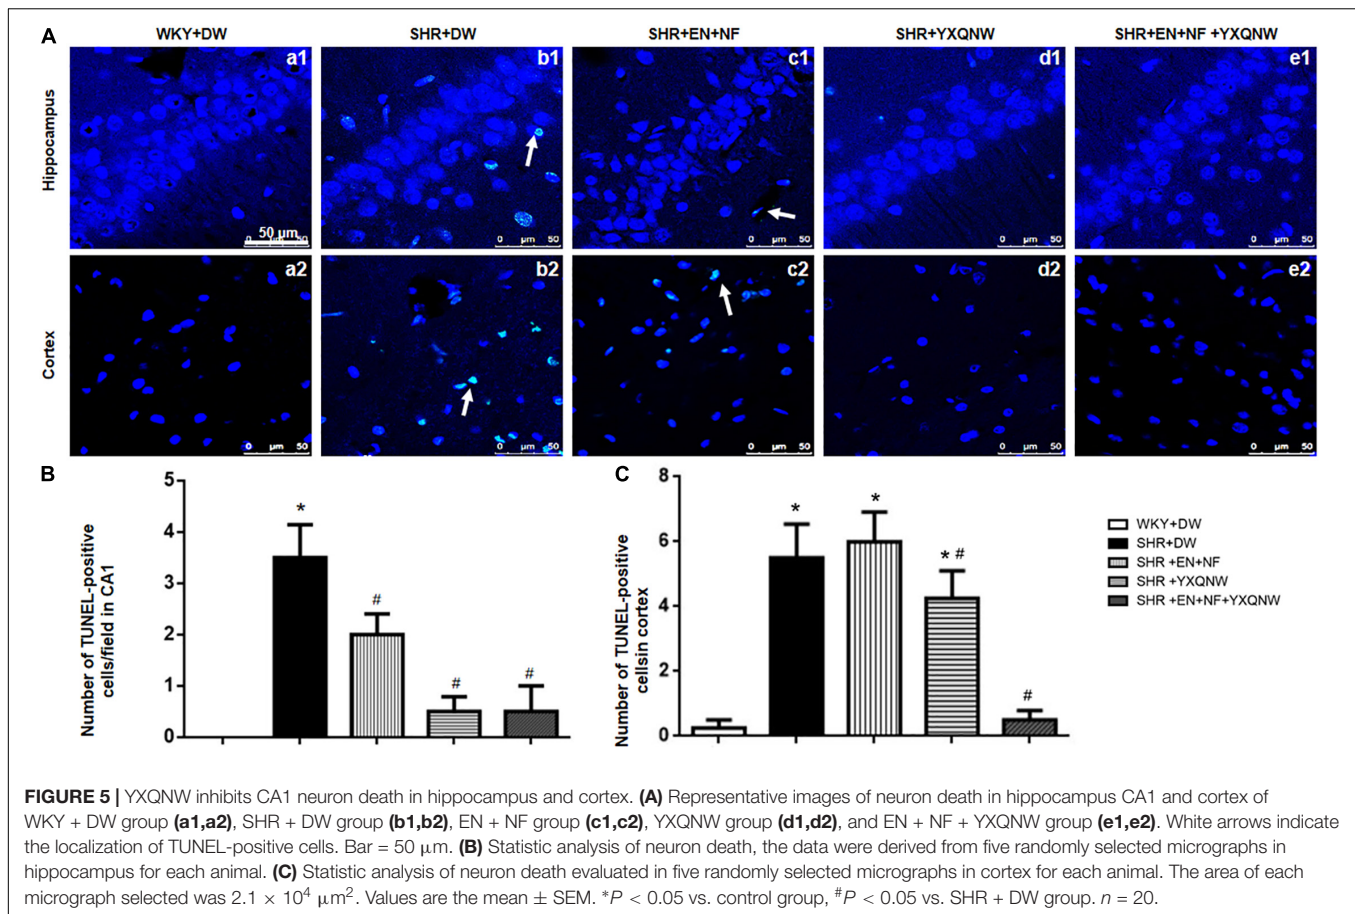 WKY+DW SHR+DW SHR+EN+NF SHR+YXQNW SHR+EN+NF +YXQNW
A
Hippocampus
a1 b1 c1 d1 e1
50 µm
0 µm 50 0 µm 50 0 µm 50 0 µm 50 0 µm 50
Cortex
a2 b2 c2 d2 e2
0 µm 50 0 µm 50 0 µm 50 0 µm 50 0 µm 50
B
Number of TUNEL-positive
cells/field in CA1
5
4
3
2
1
0
*
#
#
#
C
Number of TUNEL-positive
cellsin cortex
8
6
4
2
0
*
*
* #
#
WKY+DW
SHR+DW
SHR +EN+NF
SHR +YXQNW
SHR +EN+NF+YXQNW
FIGURE 5 | YXQNW inhibits CA1 neuron death in hippocampus and cortex. (A) Representative images of neuron death in hippocampus CA1 and cortex of
WKY + DW group (a1,a2), SHR + DW group (b1,b2), EN + NF group (c1,c2), YXQNW group (d1,d2), and EN + NF + YXQNW group (e1,e2). White arrows indicate
the localization of TUNEL-positive cells. Bar = 50 µm. (B) Statistic analysis of neuron death, the data were derived from five randomly selected micrographs in
hippocampus for each animal. (C) Statistic analysis of neuron death evaluated in five randomly selected micrographs in cortex for each animal. The area of each
micrograph selected was 2.1 × 10⁴ µm². Values are the mean ± SEM. *P < 0.05 vs. control group, #P < 0.05 vs. SHR + DW group. n = 20.